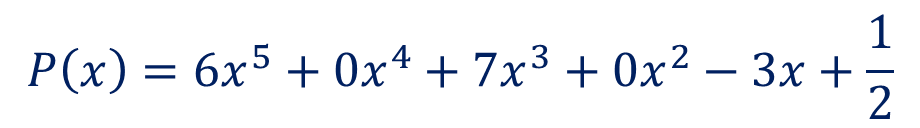 P(x) = 6x⁵ + 0x⁴ + 7x³ + 0x² − 3x + 1/2